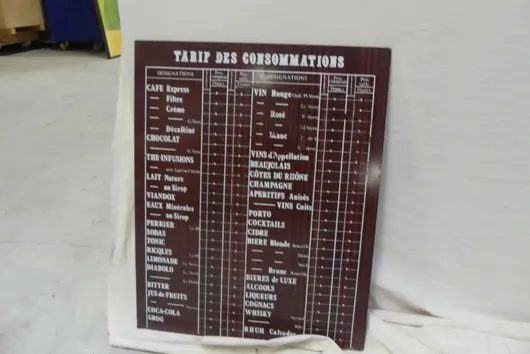 TARIF DES CONSOMMATIONS
DESIGNATIONS
CAFE Express
— Filtre
— Crème
— Décaféiné
CHOCOLAT
THE-INFUSIONS
LAIT Nature
— au Sirop
VIANDOX
EAUX Minérales
— au Sirop
PERRIER
SODAS
TONIC
RICQLES
LIMONADE
DIABOLO
BITTER
JUS de FRUITS
COCA-COLA
GROG
DESIGNATIONS
VIN Rouge
— Rosé
— Blanc
VINS d'Appellation
BEAUJOLAIS
CÔTES DU RHÔNE
CHAMPAGNE
APERITIFS Anisés
— VINS Cuits
PORTO
COCKTAILS
CIDRE
BIERE Blonde
— Brune
BIERES de LUXE
ALCOOLS
LIQUEURS
COGNACS
WHISKY
RHUM Calvados